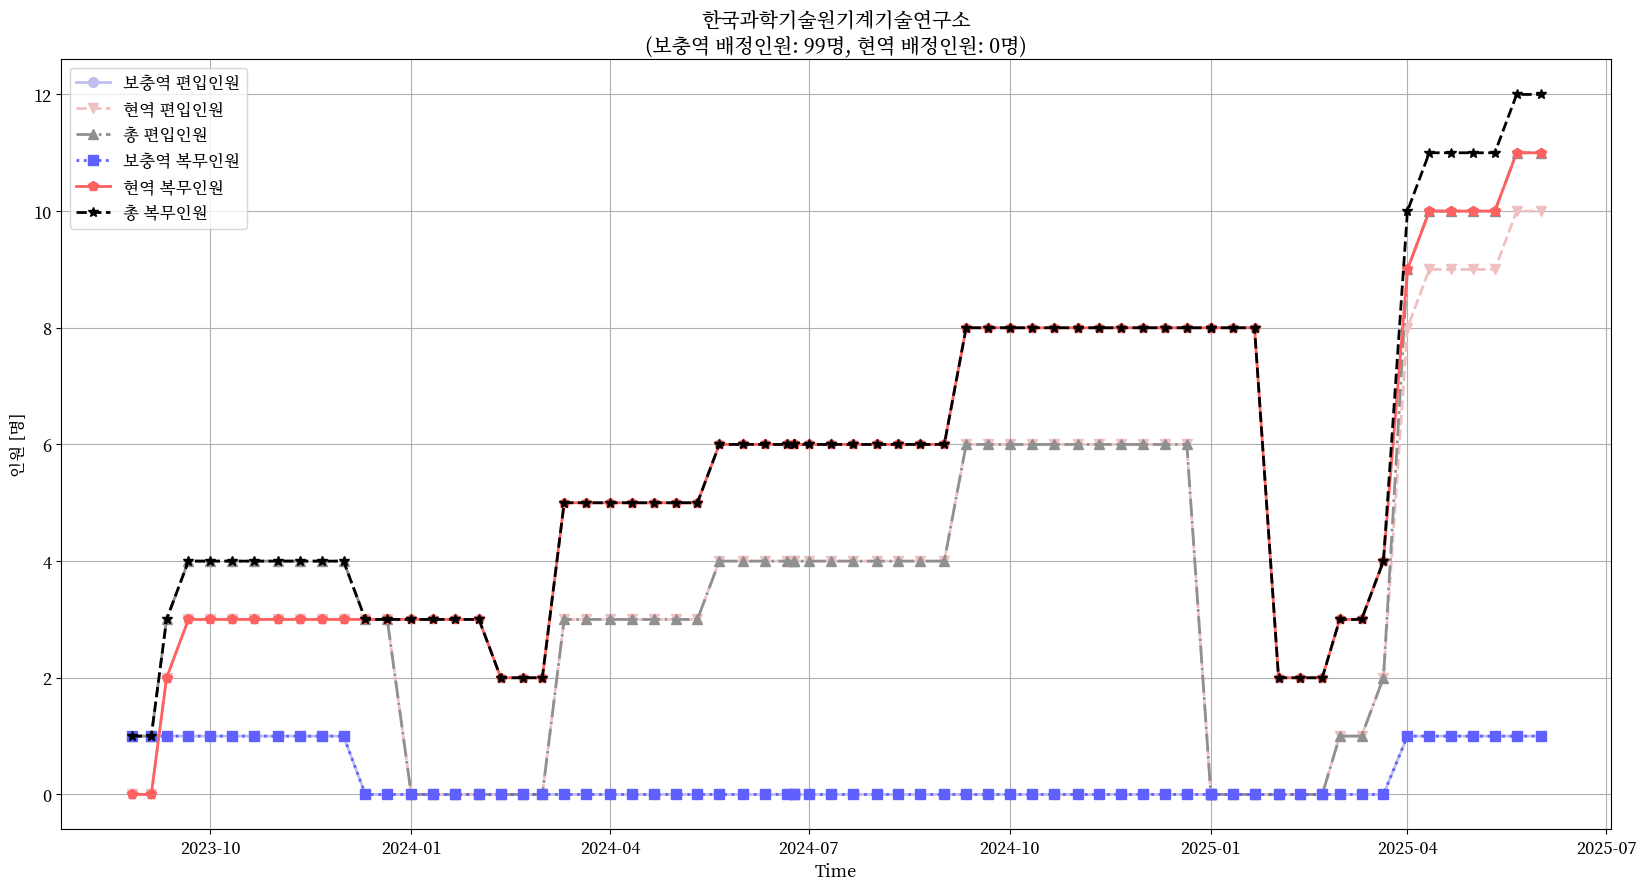 한국과학기술원기계기술연구소
(보충역 배정인원: 99명, 현역 배정인원: 0명)
보충역 편입인원
현역 편입인원
총 편입인원
보충역 복무인원
현역 복무인원
총 복무인원
인원 [명]
12
10
8
6
4
2
0
2023-10
2024-01
2024-04
2024-07
2024-10
2025-01
2025-04
2025-07
Time